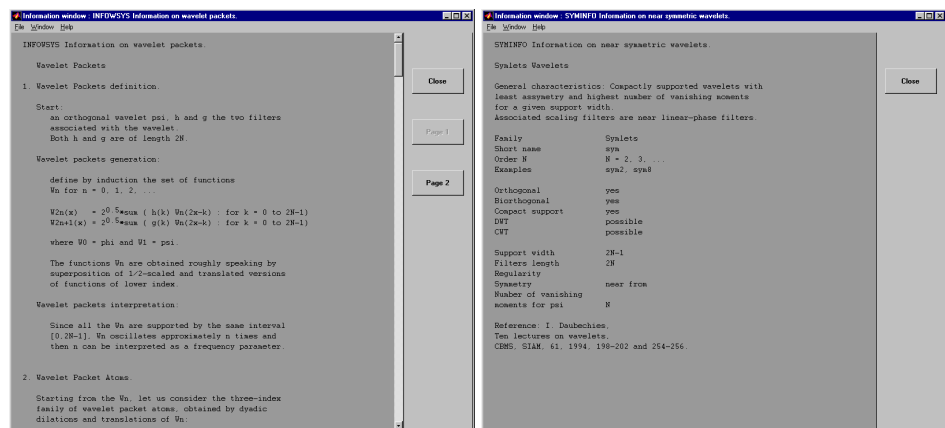 Information window : INFOWSYS Information on wavelet packets.
File Window Help
INFOWSYS Information on wavelet packets.
Wavelet Packets
1. Wavelet Packets definition.
Start:
an orthogonal wavelet psi, h and g the two filters
associated with the wavelet.
Both h and g are of length 2N.
Wavelet packets generation:
define by induction the set of functions
Wn for n = 0, 1, 2, ...
W2n(x) = 2^0.5*sum ( h(k) Wn(2x-k) : for k = 0 to 2N-1)
W2n+1(x) = 2^0.5*sum ( g(k) Wn(2x-k) : for k = 0 to 2N-1)
where W0 = phi and W1 = psi.
The functions Wn are obtained roughly speaking by
superposition of 1/2-scaled and translated versions
of functions of lower index.
Wavelet packets interpretation:
Since all the Wn are supported by the same interval
[0,2N-1], Wn oscillates approximately n times and
then n can be interpreted as a frequency parameter.
2. Wavelet Packet Atoms.
Starting from the Wn, let us consider the three-index
family of wavelet packet atoms, obtained by dyadic
dilations and translations of Wn:
Close
Page 1
Page 2
Information window : SYMINFO Information on near symmetric wavelets.
File Window Help
SYMINFO Information on near symmetric wavelets.
Symlets Wavelets
General characteristics: Compactly supported wavelets with
least assymetry and highest number of vanishing moments
for a given support width.
Associated scaling filters are near linear-phase filters.
Family Symlets
Short name sym
Order N N = 2, 3, ...
Examples sym2, sym8
Orthogonal yes
Biorthogonal yes
Compact support yes
DWT possible
CWT possible
Support width 2N-1
Filters length 2N
Regularity
Symmetry near from
Number of vanishing
moments for psi N
Reference: I. Daubechies,
Ten lectures on wavelets,
CBMS, SIAM, 61, 1994, 198-202 and 254-256.
Close